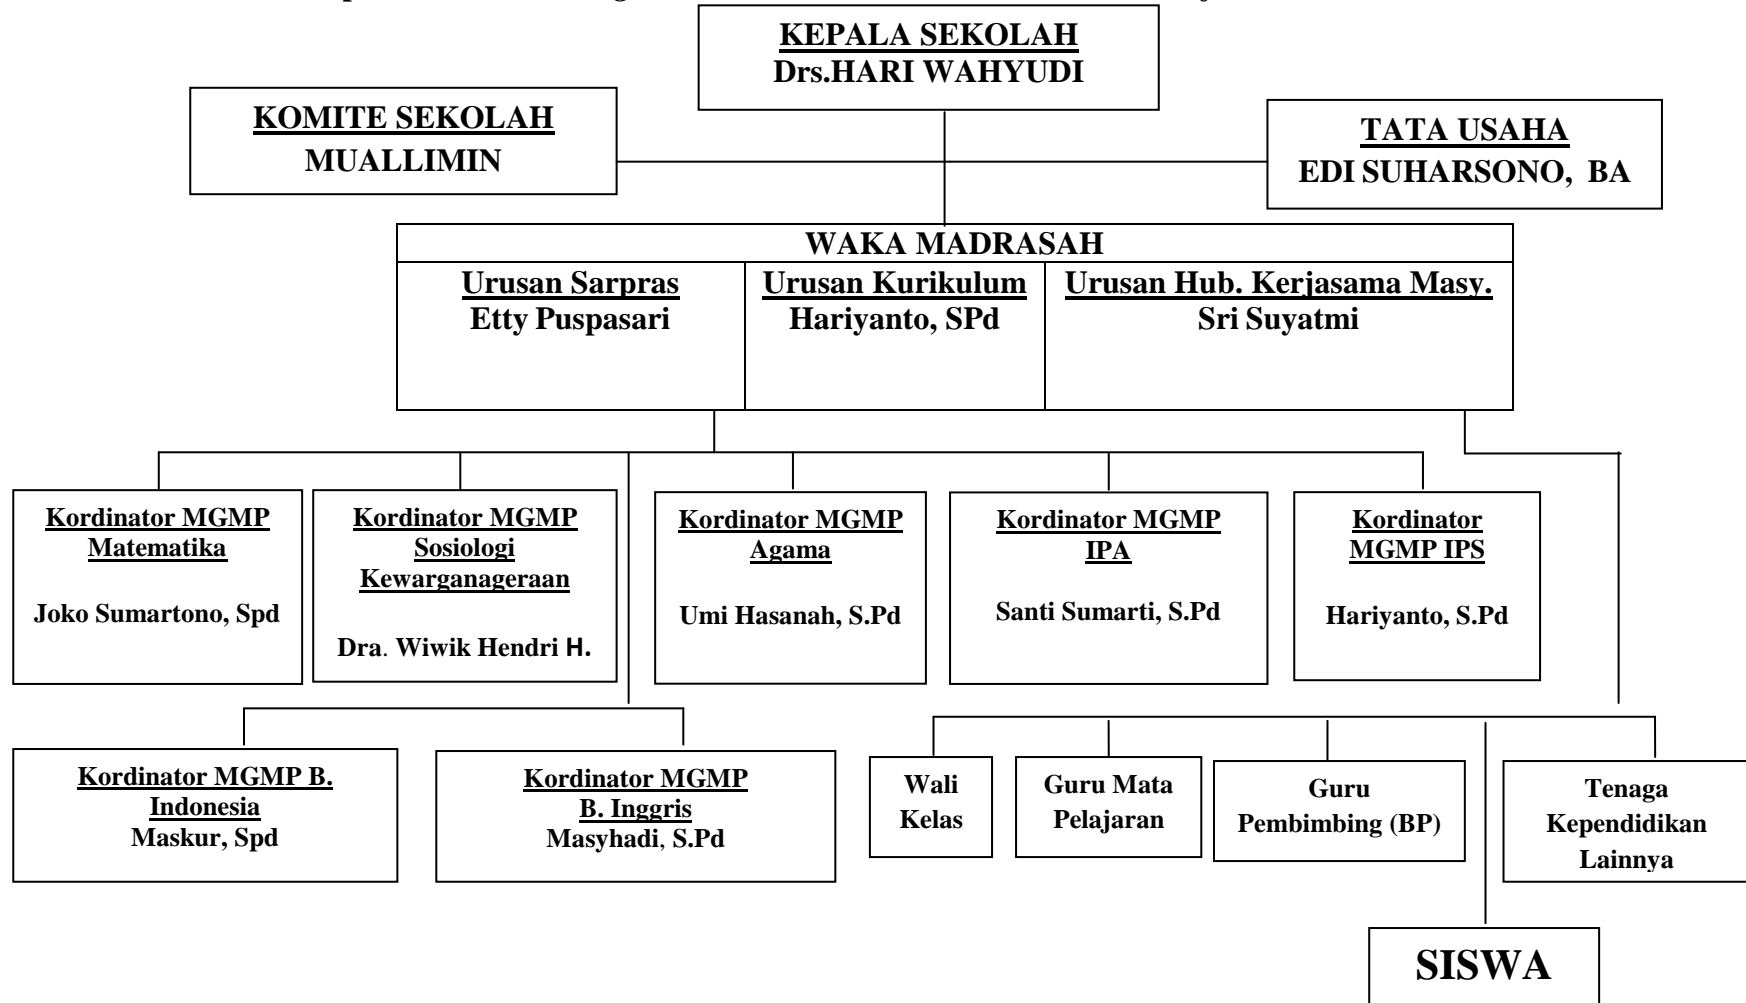 KEPALA SEKOLAH
Drs.HARI WAHYUDI
KOMITE SEKOLAH
MUALLIMIN
TATA USAHA
EDI SUHARSONO, BA
WAKA MADRASAH
Urusan Sarpras
Etty Puspasari
Urusan Kurikulum
Hariyanto, SPd
Urusan Hub. Kerjasama Masy.
Sri Suyatmi
Kordinator MGMP
Matematika
Joko Sumartono, Spd
Kordinator MGMP
Sosiologi
Kewarganageraan
Dra. Wiwik Hendri H.
Kordinator MGMP
Agama
Umi Hasanah, S.Pd
Kordinator MGMP
IPA
Santi Sumarti, S.Pd
Kordinator
MGMP IPS
Hariyanto, S.Pd
Kordinator MGMP B.
Indonesia
Maskur, Spd
Kordinator MGMP
B. Inggris
Masyhadi, S.Pd
Wali
Kelas
Guru Mata
Pelajaran
Guru
Pembimbing (BP)
Tenaga
Kependidikan
Lainnya
SISWA